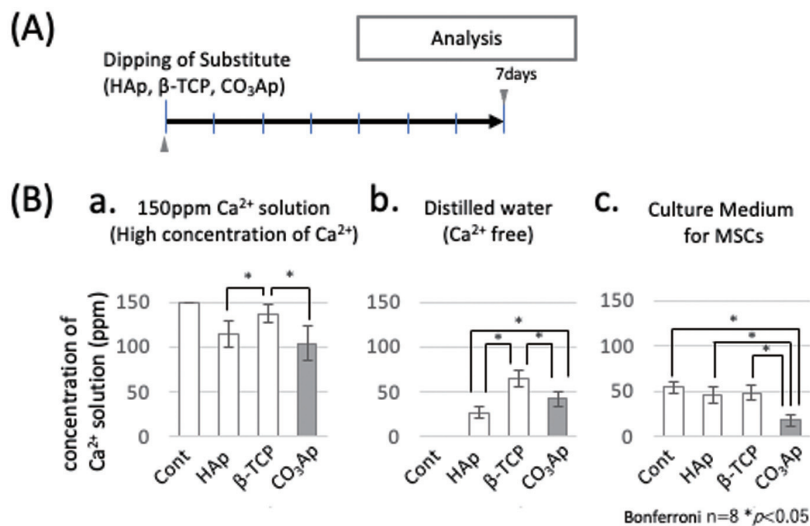 (A)
Analysis
Dipping of Substitute
(HAp, β-TCP, CO₃Ap)
7days
(B)
a. 150ppm Ca²⁺ solution
(High concentration of Ca²⁺)
b. Distilled water
(Ca²⁺ free)
c. Culture Medium
for MSCs
concentration of
Ca²⁺ solution (ppm)
150
100
50
0
* *
Cont HAp β-TCP CO₃Ap
150
100
50
0
*
* *
Cont HAp β-TCP CO₃Ap
150
100
50
0
*
*
*
Cont HAp β-TCP CO₃Ap
Bonferroni n=8 *p<0.05